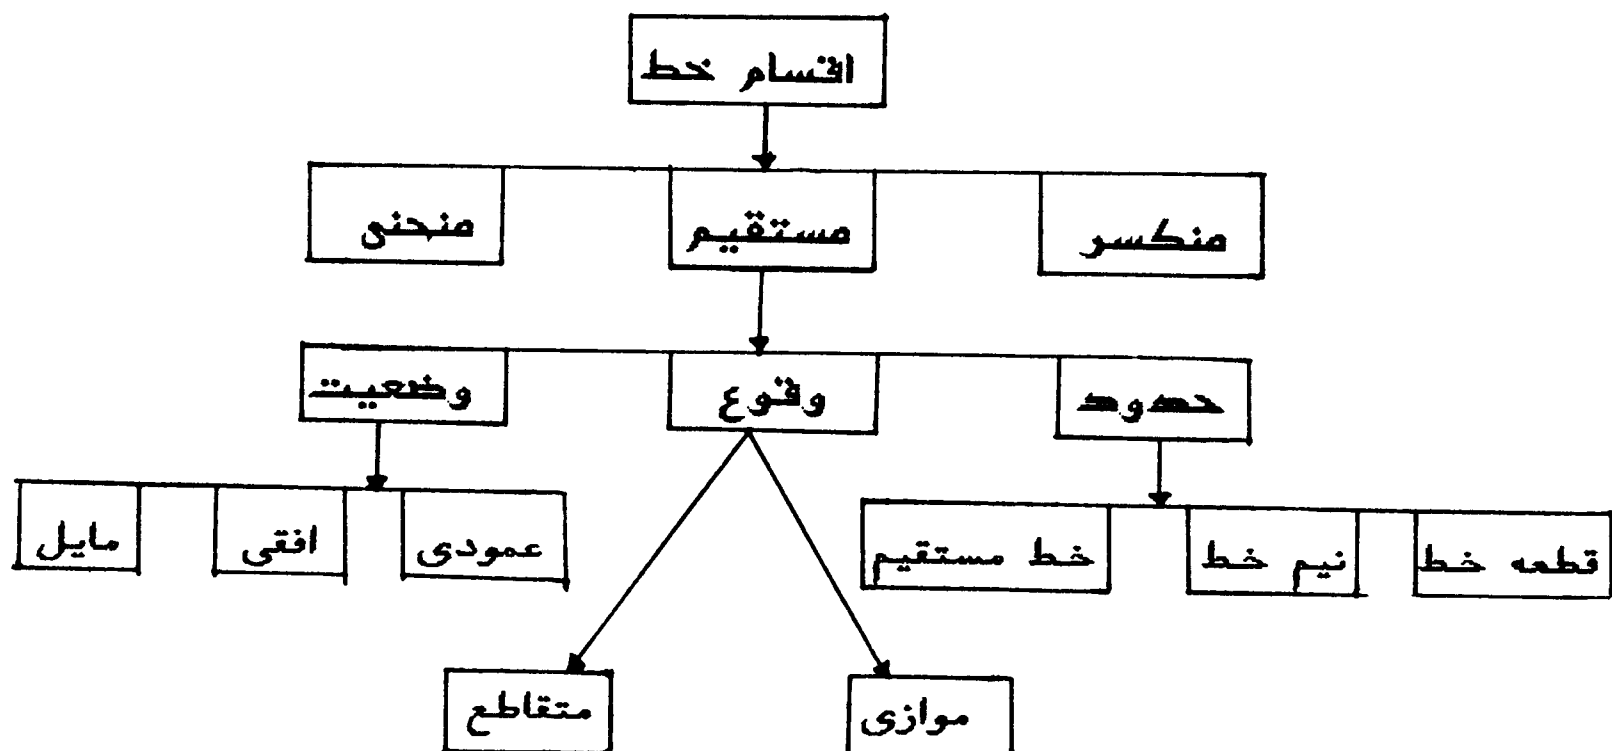 اقسام خط
منکسر
مستقیم
منحنی
حدود
وقوع
وضعیت
قطعه خط
نیم خط
خط مستقیم
عمودی
افقی
مایل
موازی
متقاطع